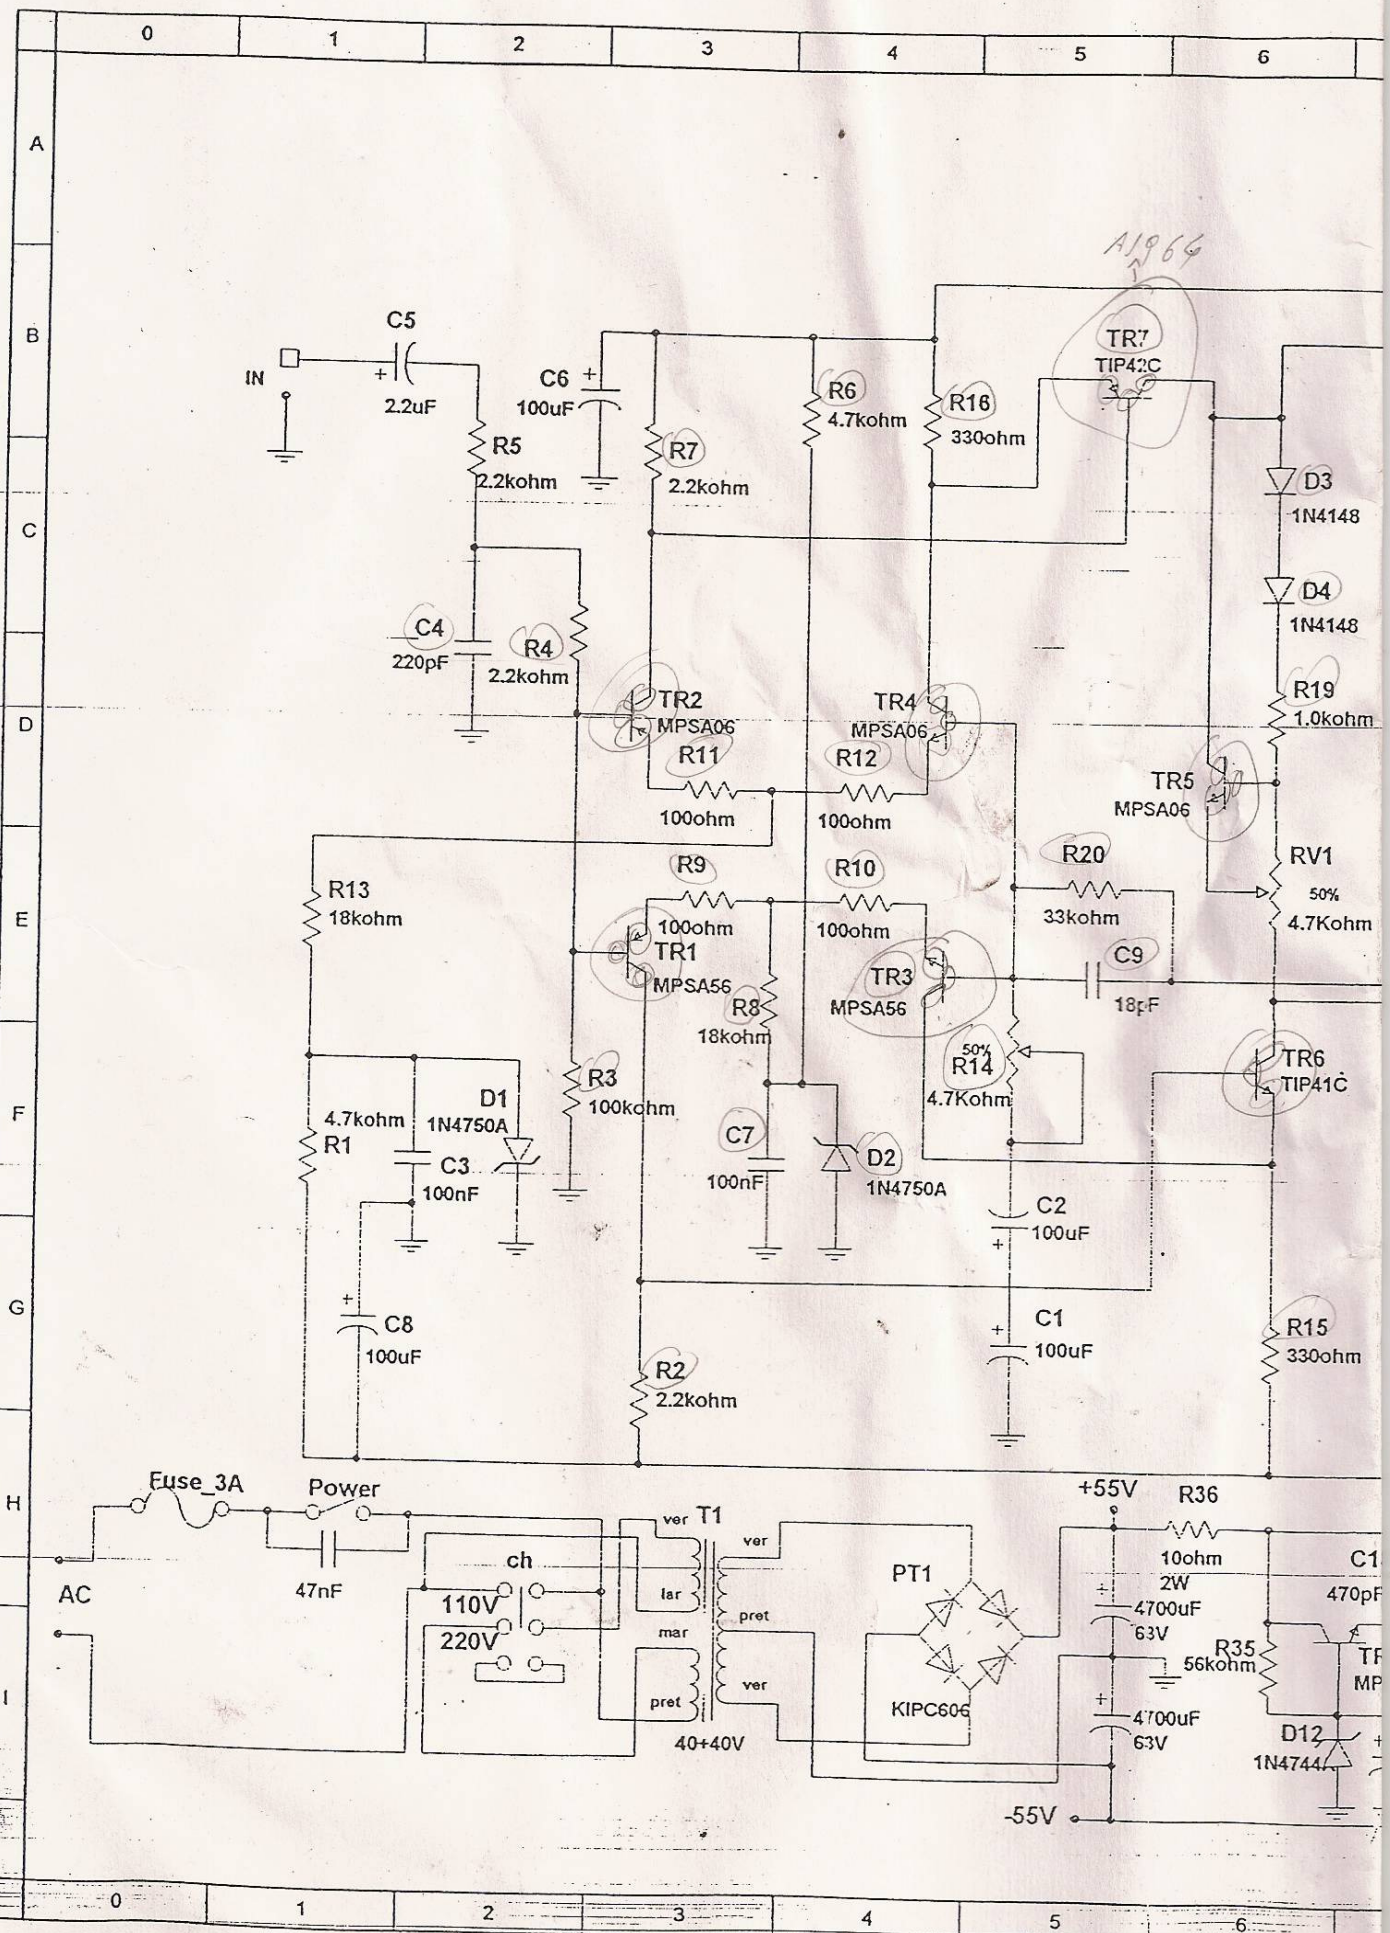 0 1 2 3 4 5 6
A
A1964
B
C5
TR7
TIP42C
IN
+
2.2uF
C6
+
100uF
R6
4.7kohm
R16
330ohm
R5
2.2kohm
R7
2.2kohm
D3
1N4148
C
D4
1N4148
C4
220pF
R4
2.2kohm
R19
1.0kohm
TR2
MPSA06
TR4
MPSA06
D
R11
100ohm
R12
100ohm
TR5
MPSA06
R9
100ohm
R10
100ohm
R20
33kohm
RV1
50%
4.7Kohm
R13
18kohm
E
TR1
MPSA56
TR3
MPSA56
C9
18pF
R8
18kohm
50%
R14
4.7Kohm
TR6
TIP41C
R3
100kohm
D1
1N4750A
F
4.7kohm
R1
C3
100nF
C7
100nF
D2
1N4750A
C2
100uF
+
G
+
C8
100uF
C1
+
100uF
R15
330ohm
R2
2.2kohm
Fuse_3A
Power
H
+55V
R36
ver T1
ver
10ohm
2W
47nF
ch
PT1
AC
110V
lar
pret
+
4700uF
63V
470pF
220V
mar
R35
56kohm
I
pret
ver
KIPC606
+
4700uF
63V
D12
1N4744A
+
40+40V
-55V
0 1 2 3 4 5 6